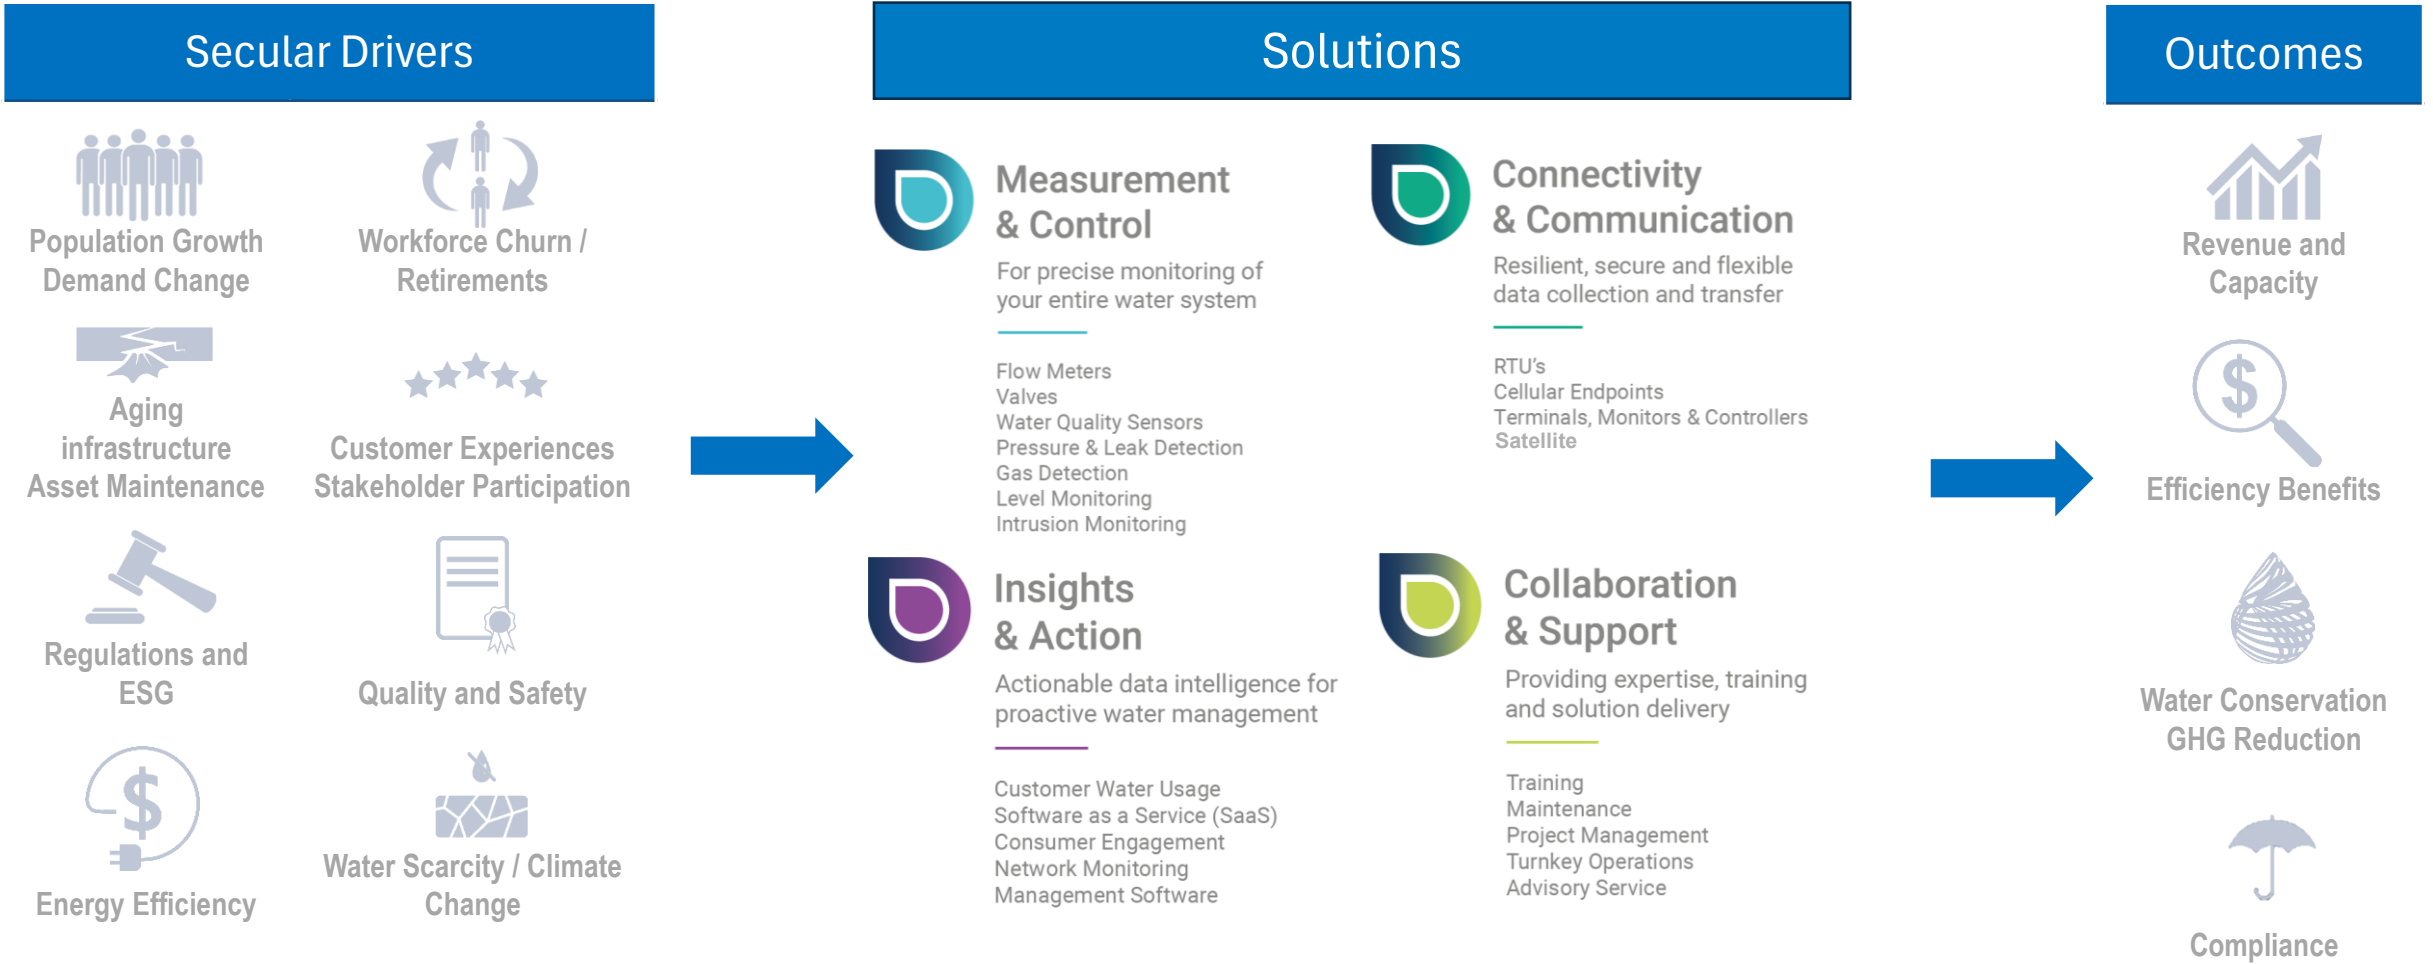 Secular Drivers
Population Growth
Demand Change
Workforce Churn /
Retirements
Aging
infrastructure
Asset Maintenance
Customer Experiences
Stakeholder Participation
Regulations and
ESG
Quality and Safety
$
Energy Efficiency
Water Scarcity / Climate
Change
Solutions
Measurement
& Control
For precise monitoring of
your entire water system
Flow Meters
Valves
Water Quality Sensors
Pressure & Leak Detection
Gas Detection
Level Monitoring
Intrusion Monitoring
Connectivity
& Communication
Resilient, secure and flexible
data collection and transfer
RTU's
Cellular Endpoints
Terminals, Monitors & Controllers
Satellite
Insights
& Action
Actionable data intelligence for
proactive water management
Customer Water Usage
Software as a Service (SaaS)
Consumer Engagement
Network Monitoring
Management Software
Collaboration
& Support
Providing expertise, training
and solution delivery
Training
Maintenance
Project Management
Turnkey Operations
Advisory Service
Outcomes
Revenue and
Capacity
$
Efficiency Benefits
Water Conservation
GHG Reduction
Compliance